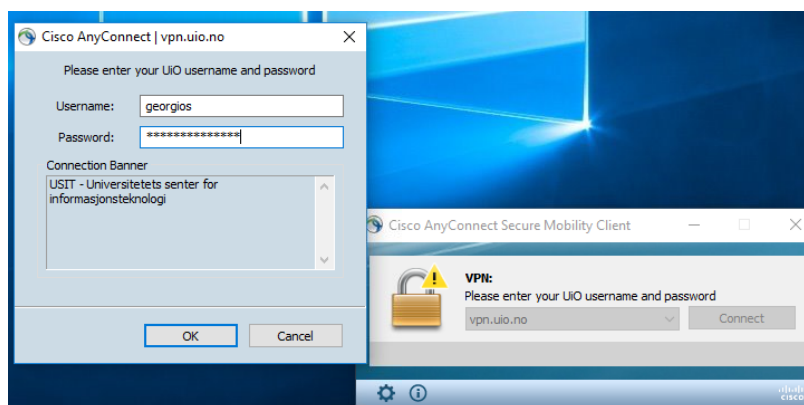 Cisco AnyConnect | vpn.uio.no
Please enter your UiO username and password
Username: georgios
Password: **************
Connection Banner
USIT - Universitetets senter for
informasjonsteknologi
OK Cancel
Cisco AnyConnect Secure Mobility Client
VPN:
Please enter your UiO username and password
vpn.uio.no Connect
cisco